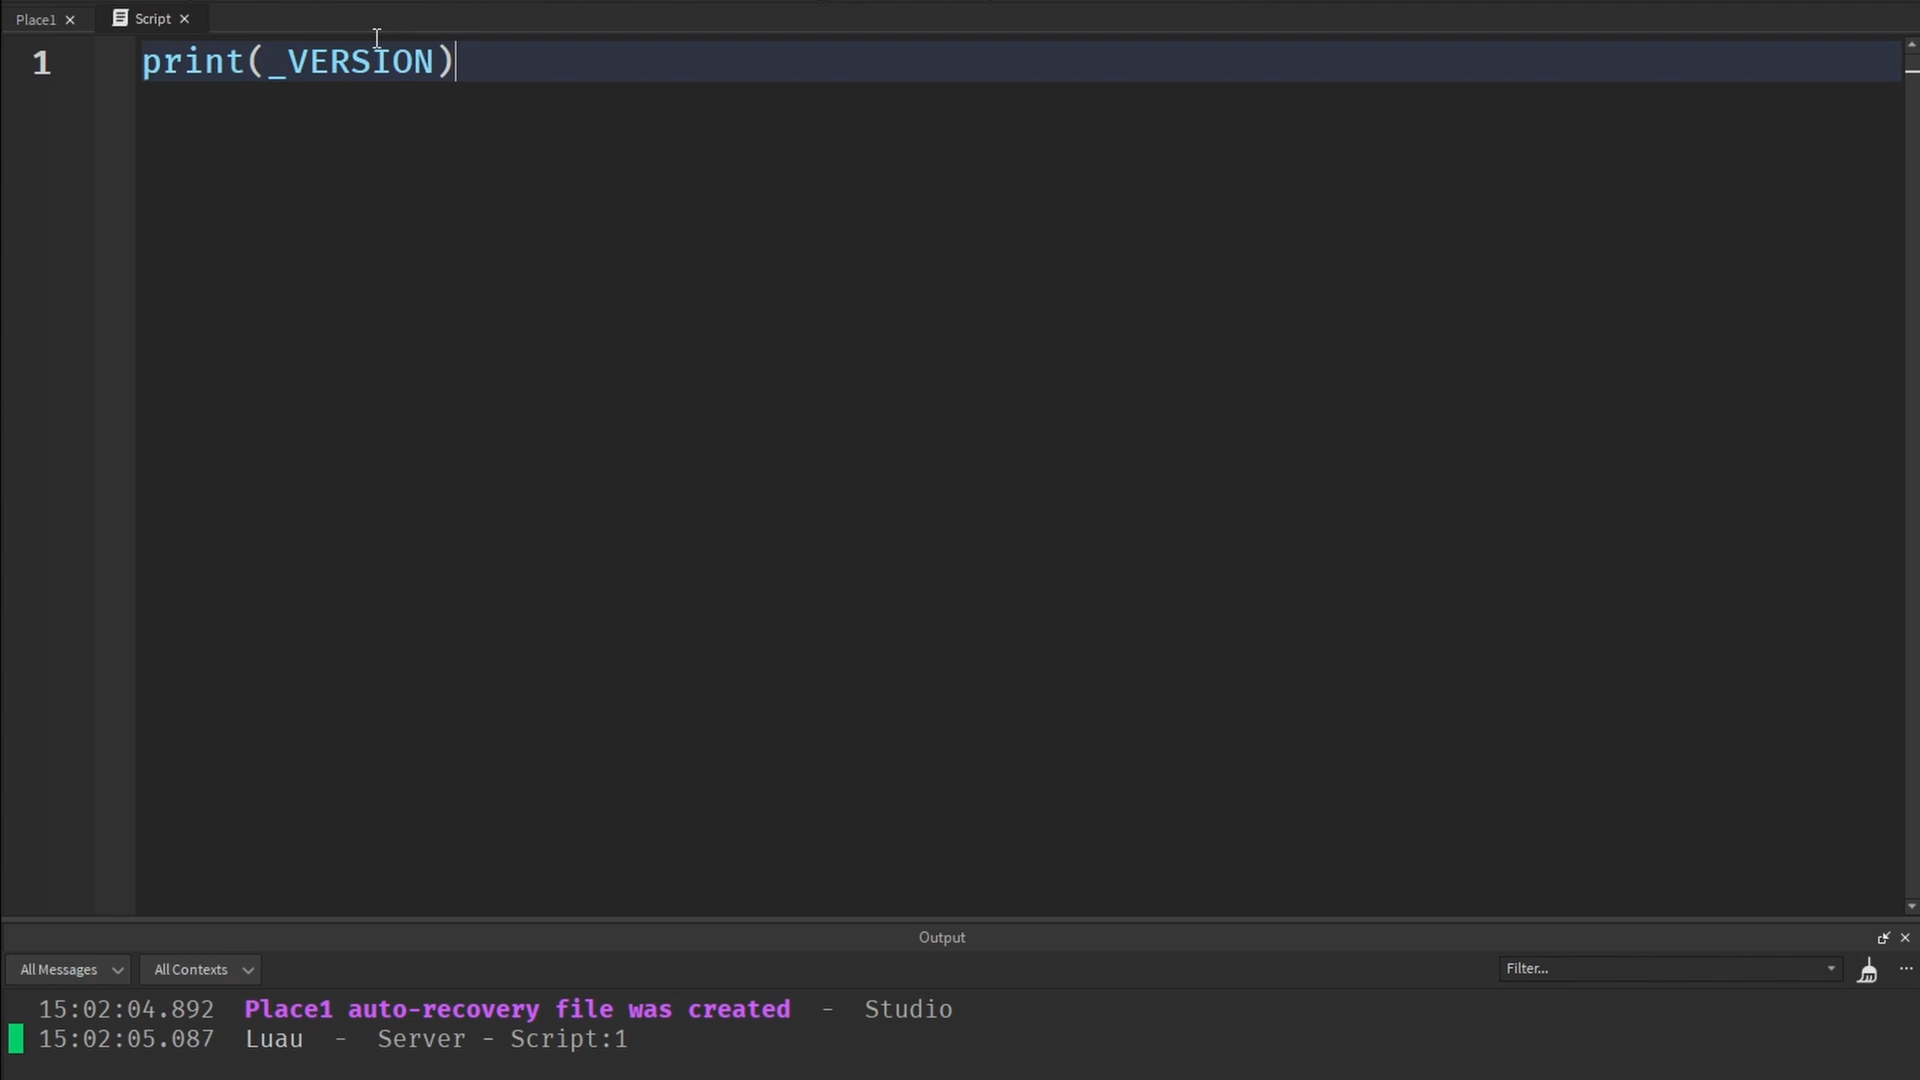 Place1 × Script ×
1 print(_VERSION)
Output
All Messages All Contexts Filter...
15:02:04.892 Place1 auto-recovery file was created - Studio
15:02:05.087 Luau - Server - Script:1